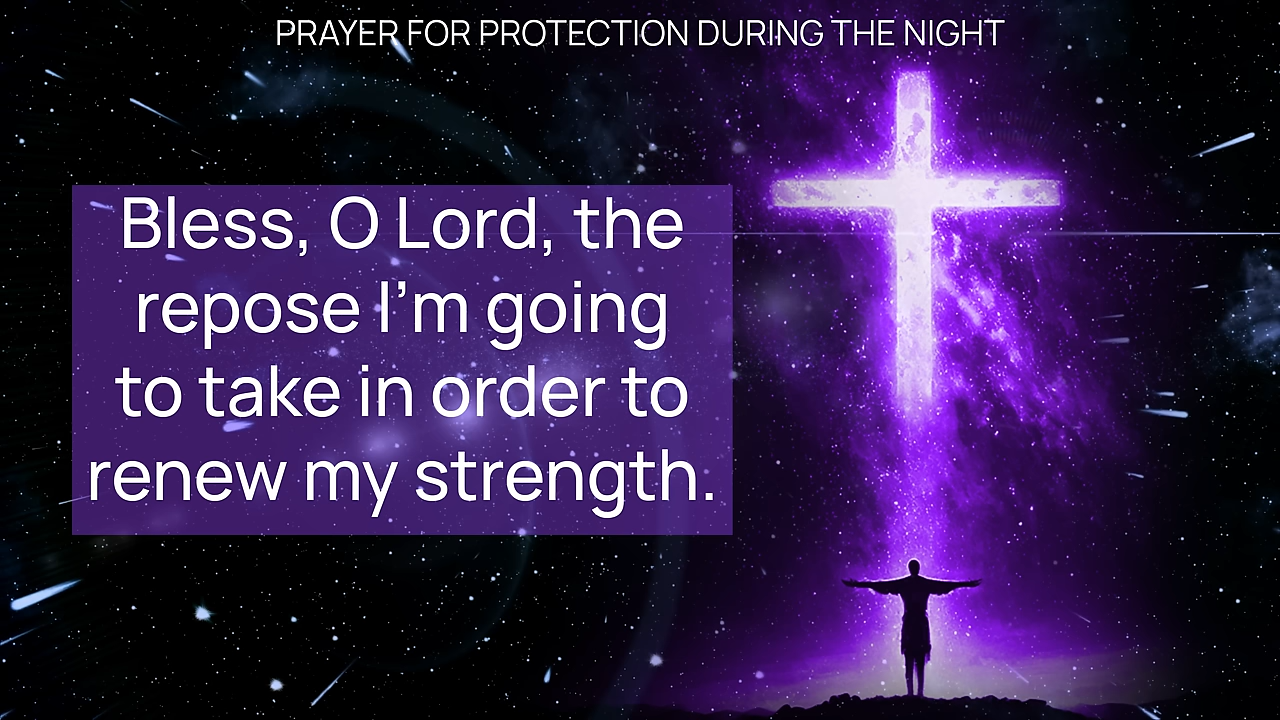 PRAYER FOR PROTECTION DURING THE NIGHT
Bless, O Lord, the
repose I’m going
to take in order to
renew my strength.